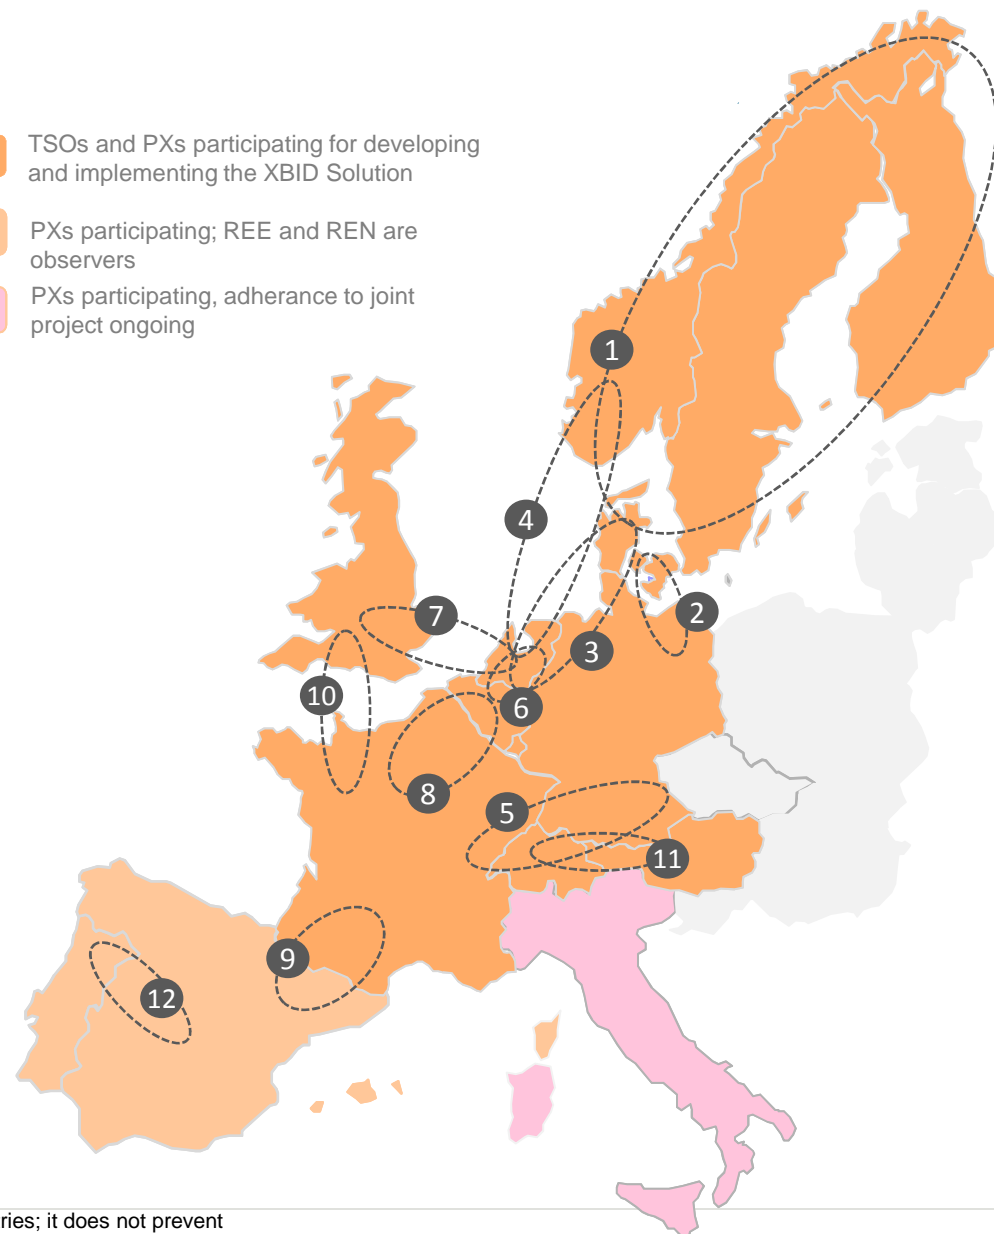 TSOs and PXs participating for developing
and implementing the XBID Solution
PXs participating; REE and REN are
observers
PXs participating, adherance to joint
project ongoing
1
4
7
2
3
10
6
8
5
11
9
12
ries; it does not prevent